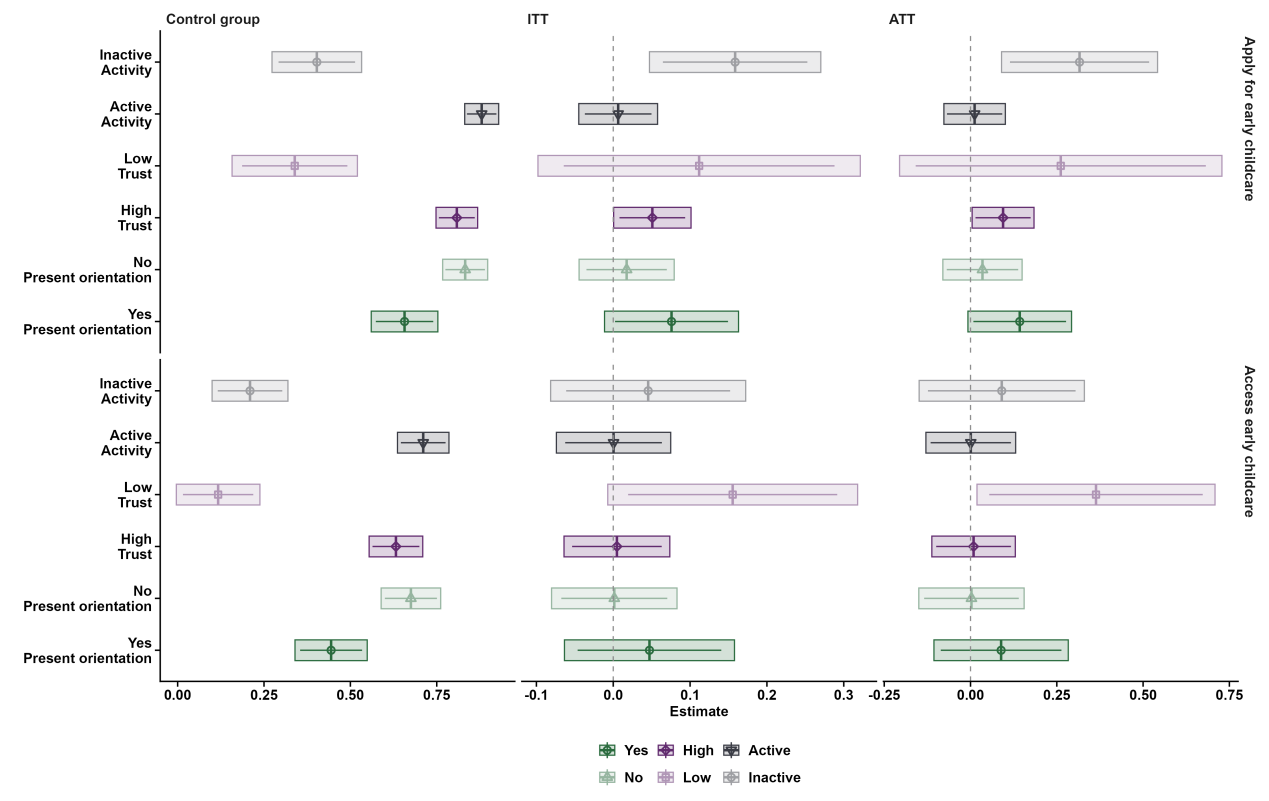 Control group
ITT
ATT
Inactive
Activity
Active
Activity
Low
Trust
High
Trust
No
Present orientation
Yes
Present orientation
Apply for early childcare
Inactive
Activity
Active
Activity
Low
Trust
High
Trust
No
Present orientation
Yes
Present orientation
Access early childcare
0.00 0.25 0.50 0.75
-0.1 0.0 0.1 0.2 0.3
-0.25 0.00 0.25 0.50 0.75
Estimate
Yes High Active
No Low Inactive